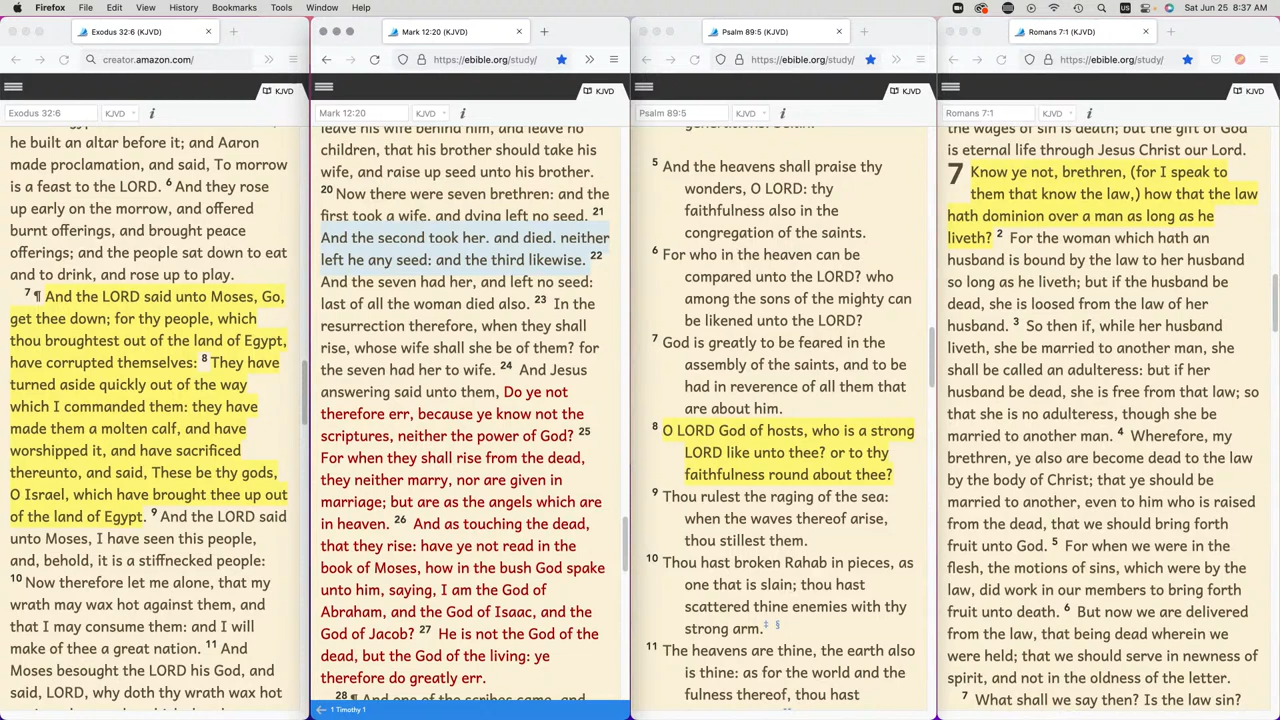 Firefox File Edit View History Bookmarks Tools Window Help
US
Sat Jun 25 8:37 AM
Exodus 32:6 (KJVD)
creator.amazon.com/
KJVD
Exodus 32:6 KJVD i
he built an altar before it; and Aaron
made proclamation, and said, To morrow
is a feast to the LORD. 6 And they rose
up early on the morrow, and offered
burnt offerings, and brought peace
offerings; and the people sat down to eat
and to drink, and rose up to play.
7 ¶ And the LORD said unto Moses, Go,
get thee down; for thy people, which
thou broughtest out of the land of Egypt,
have corrupted themselves: 8 They have
turned aside quickly out of the way
which I commanded them: they have
made them a molten calf, and have
worshipped it, and have sacrificed
thereunto, and said, These be thy gods,
O Israel, which have brought thee up out
of the land of Egypt. 9 And the LORD said
unto Moses, I have seen this people,
and, behold, it is a stiffnecked people:
10 Now therefore let me alone, that my
wrath may wax hot against them, and
that I may consume them: and I will
make of thee a great nation. 11 And
Moses besought the LORD his God, and
said, LORD, why doth thy wrath wax hot
Mark 12:20 (KJVD)
https://ebible.org/study/
KJVD
Mark 12:20 KJVD i
leave his wife behind him, and leave no
children, that his brother should take his
wife, and raise up seed unto his brother.
20 Now there were seven brethren: and the
first took a wife, and dying left no seed. 21
And the second took her, and died, neither
left he any seed: and the third likewise. 22
And the seven had her, and left no seed:
last of all the woman died also. 23 In the
resurrection therefore, when they shall
rise, whose wife shall she be of them? for
the seven had her to wife. 24 And Jesus
answering said unto them, Do ye not
therefore err, because ye know not the
scriptures, neither the power of God? 25
For when they shall rise from the dead,
they neither marry, nor are given in
marriage; but are as the angels which are
in heaven. 26 And as touching the dead,
that they rise: have ye not read in the
book of Moses, how in the bush God spake
unto him, saying, I am the God of
Abraham, and the God of Isaac, and the
God of Jacob? 27 He is not the God of the
dead, but the God of the living: ye
therefore do greatly err.
28 ¶ And one of the scribes came, and
1 Timothy 1
Psalm 89:5 (KJVD)
https://ebible.org/study/
KJVD
Psalm 89:5 KJVD i
generations. Selah.
5 And the heavens shall praise thy
wonders, O LORD: thy
faithfulness also in the
congregation of the saints.
6 For who in the heaven can be
compared unto the LORD? who
among the sons of the mighty can
be likened unto the LORD?
7 God is greatly to be feared in the
assembly of the saints, and to be
had in reverence of all them that
are about him.
8 O LORD God of hosts, who is a strong
LORD like unto thee? or to thy
faithfulness round about thee?
9 Thou rulest the raging of the sea:
when the waves thereof arise,
thou stillest them.
10 Thou hast broken Rahab in pieces, as
one that is slain; thou hast
scattered thine enemies with thy
strong arm.‡ §
11 The heavens are thine, the earth also
is thine: as for the world and the
fulness thereof, thou hast
Romans 7:1 (KJVD)
https://ebible.org/study/
KJVD
Romans 7:1 KJVD i
the wages of sin is death; but the gift of God
is eternal life through Jesus Christ our Lord.
7 Know ye not, brethren, (for I speak to
them that know the law,) how that the law
hath dominion over a man as long as he
liveth? 2 For the woman which hath an
husband is bound by the law to her husband
so long as he liveth; but if the husband be
dead, she is loosed from the law of her
husband. 3 So then if, while her husband
liveth, she be married to another man, she
shall be called an adulteress: but if her
husband be dead, she is free from that law; so
that she is no adulteress, though she be
married to another man. 4 Wherefore, my
brethren, ye also are become dead to the law
by the body of Christ; that ye should be
married to another, even to him who is raised
from the dead, that we should bring forth
fruit unto God. 5 For when we were in the
flesh, the motions of sins, which were by the
law, did work in our members to bring forth
fruit unto death. 6 But now we are delivered
from the law, that being dead wherein we
were held; that we should serve in newness of
spirit, and not in the oldness of the letter.
7 What shall we say then? Is the law sin?